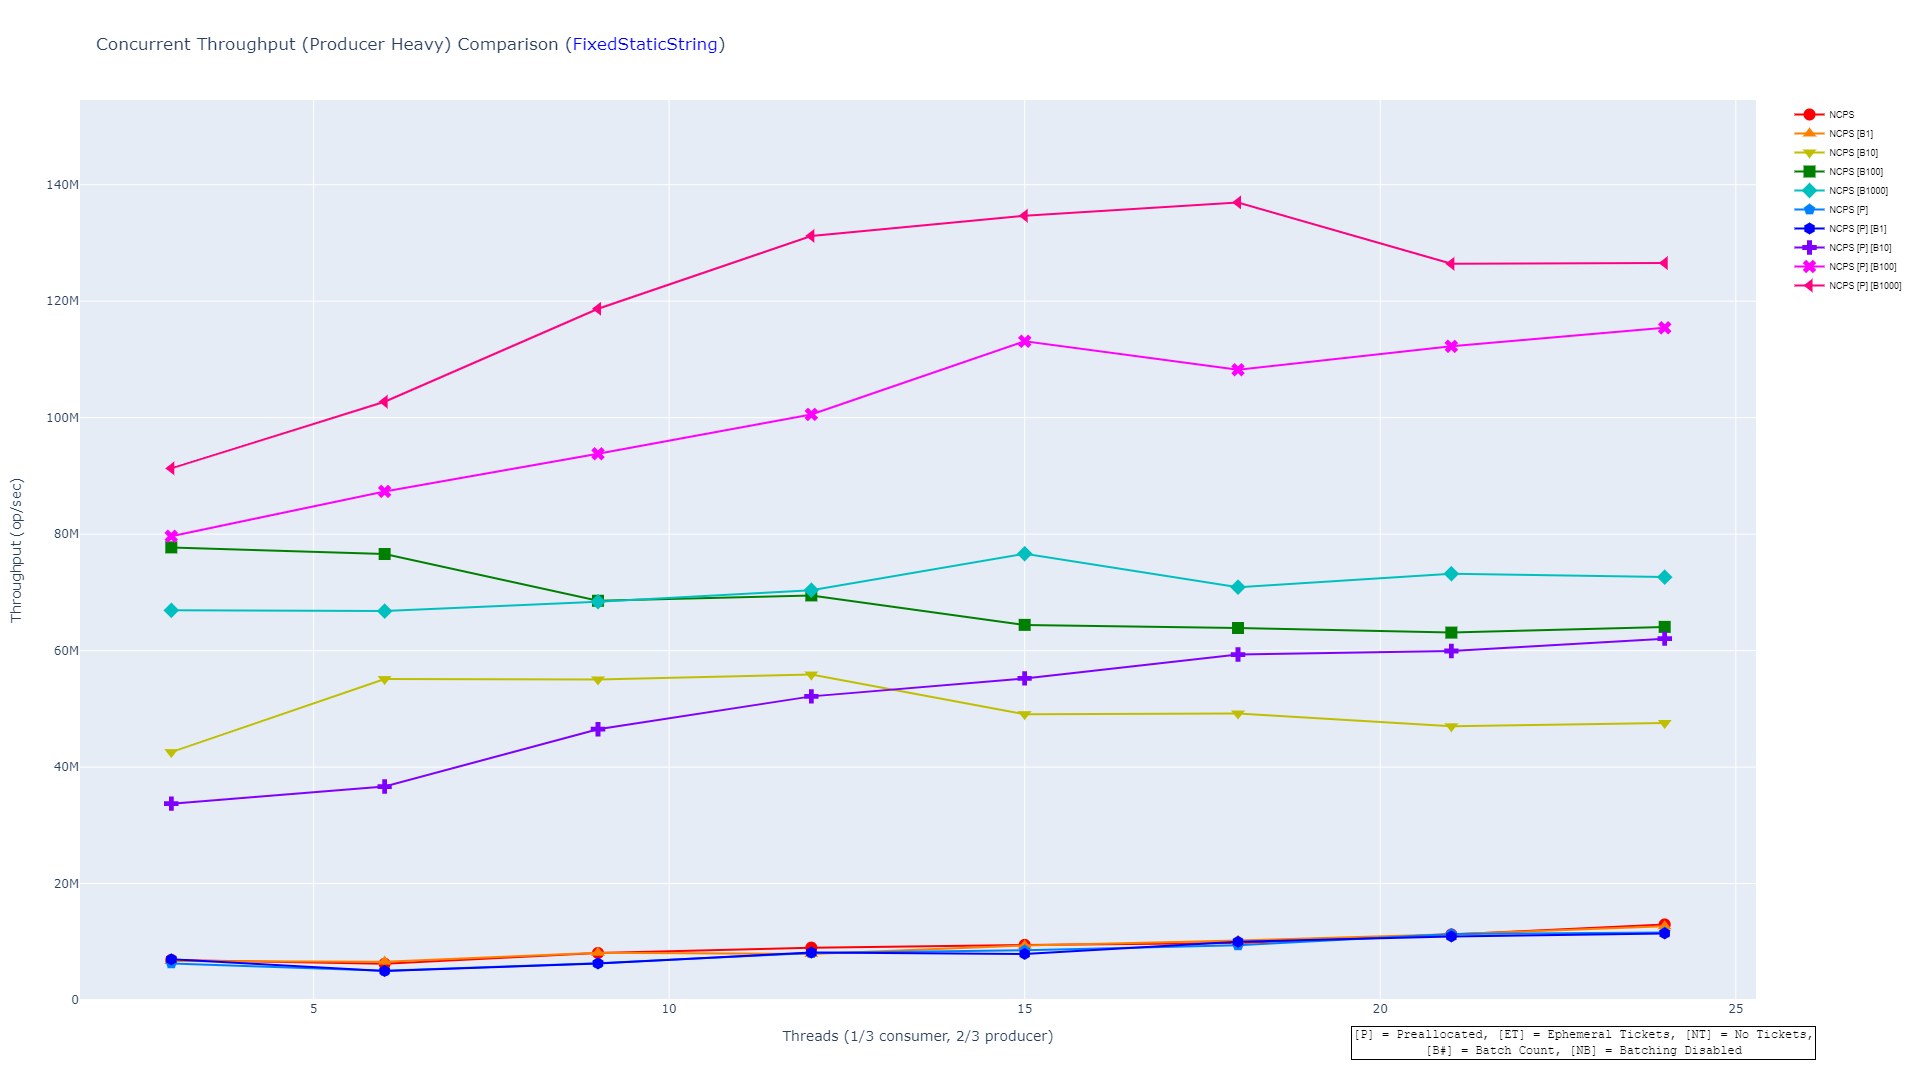 Concurrent Throughput (Producer Heavy) Comparison (FixedStaticString)
NCPS
NCPS [B1]
NCPS [B10]
NCPS [B100]
NCPS [B1000]
NCPS [P]
NCPS [P] [B1]
NCPS [P] [B10]
NCPS [P] [B100]
NCPS [P] [B1000]
Throughput (op/sec)
140M
120M
100M
80M
60M
40M
20M
0
5
10
15
20
25
Threads (1/3 consumer, 2/3 producer)
[P] = Preallocated, [ET] = Ephemeral Tickets, [NT] = No Tickets,
[B#] = Batch Count, [NB] = Batching Disabled